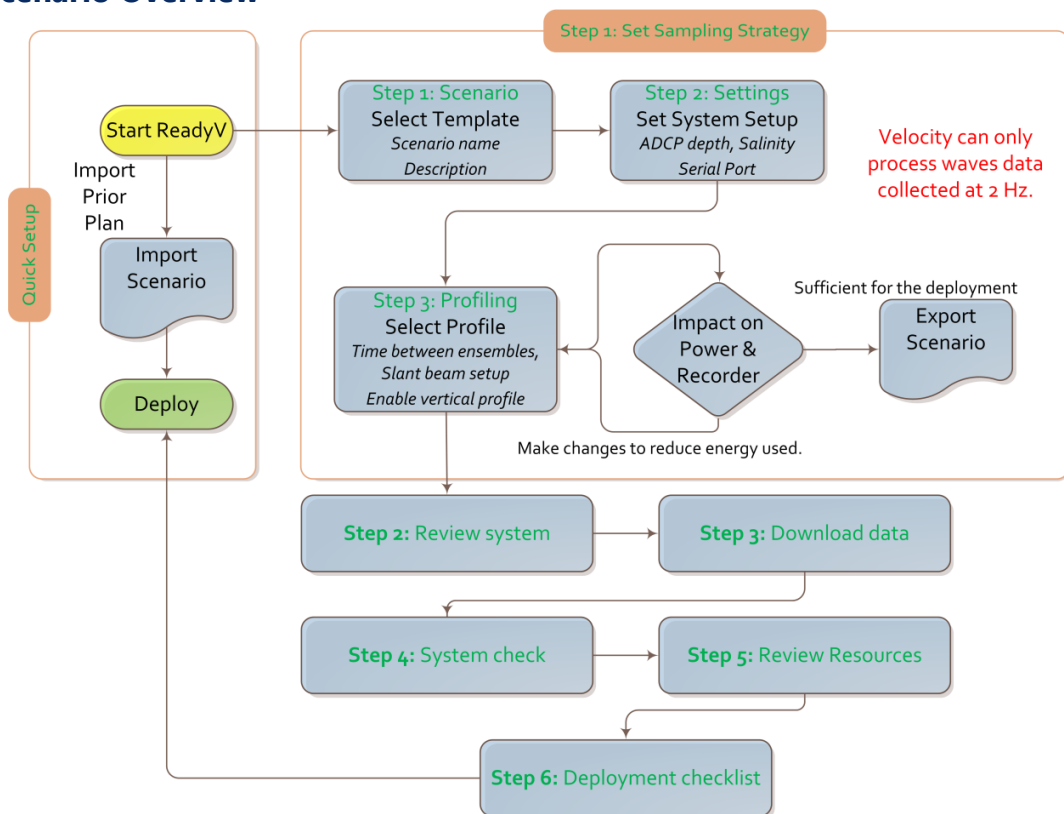 Scenario Overview
Step 1: Set Sampling Strategy
Quick Setup
Start ReadyV
Import
Prior
Plan
Import
Scenario
Deploy
Step 1: Scenario
Select Template
Scenario name
Description
Step 2: Settings
Set System Setup
ADCP depth, Salinity
Serial Port
Velocity can only
process waves data
collected at 2 Hz.
Step 3: Profiling
Select Profile
Time between ensembles,
Slant beam setup
Enable vertical profile
Impact on
Power &
Recorder
Sufficient for the deployment
Export
Scenario
Make changes to reduce energy used.
Step 2: Review system
Step 3: Download data
Step 4: System check
Step 5: Review Resources
Step 6: Deployment checklist